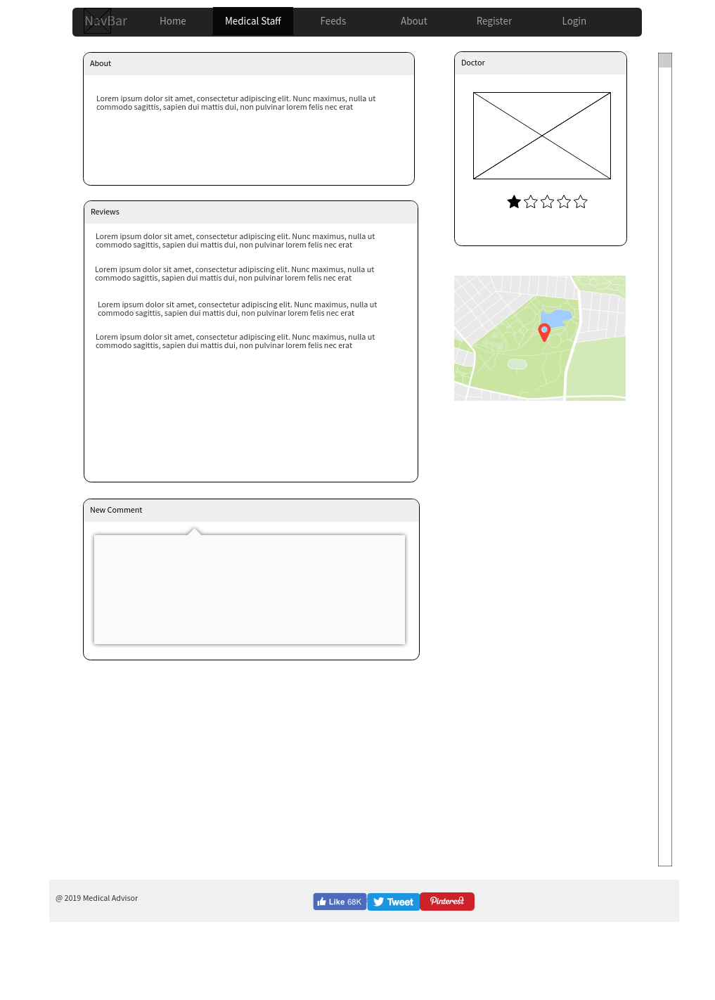 NavBar Home Medical Staff Feeds About Register Login
About
Lorem ipsum dolor sit amet, consectetur adipiscing elit. Nunc maximus, nulla ut
commodo sagittis, sapien dui mattis dui, non pulvinar lorem felis nec erat
Reviews
Lorem ipsum dolor sit amet, consectetur adipiscing elit. Nunc maximus, nulla ut
commodo sagittis, sapien dui mattis dui, non pulvinar lorem felis nec erat
Lorem ipsum dolor sit amet, consectetur adipiscing elit. Nunc maximus, nulla ut
commodo sagittis, sapien dui mattis dui, non pulvinar lorem felis nec erat
Lorem ipsum dolor sit amet, consectetur adipiscing elit. Nunc maximus, nulla ut
commodo sagittis, sapien dui mattis dui, non pulvinar lorem felis nec erat
Lorem ipsum dolor sit amet, consectetur adipiscing elit. Nunc maximus, nulla ut
commodo sagittis, sapien dui mattis dui, non pulvinar lorem felis nec erat
New Comment
Doctor
@ 2019 Medical Advisor
Like 68K Tweet Pinterest